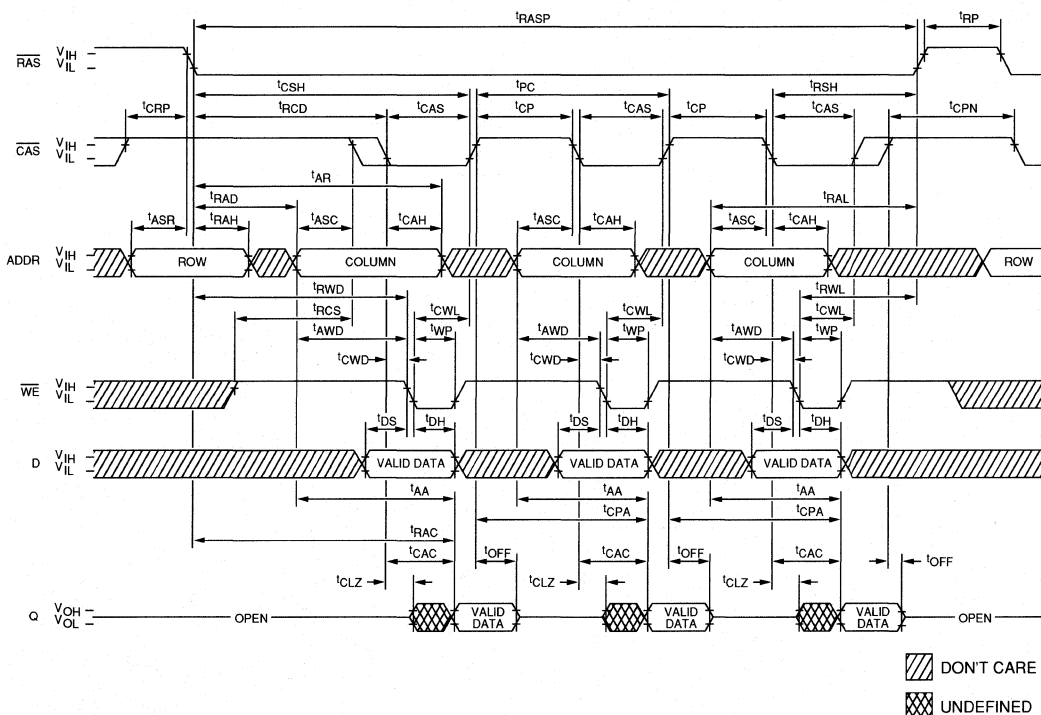 tRASP tRP
RAS VIH VIL
tCSH tPC tRSH
tCRP tRCD tCAS tCP tCAS tCP tCAS tCPN
CAS VIH VIL
tAR
tRAD tRAL
tASR tRAH tASC tCAH tASC tCAH tASC tCAH
ADDR VIH VIL ROW COLUMN COLUMN COLUMN ROW
tRWD tRWL
tRCS tCWL tCWL tCWL
tAWD tWP tAWD tWP tAWD tWP
tCWD tCWD tCWD
WE VIH VIL
tDS tDH tDS tDH tDS tDH
D VIH VIL VALID DATA VALID DATA VALID DATA
tAA tAA tAA
tCPA tCPA
tRAC
tCAC tOFF tCAC tOFF tCAC tOFF
tCLZ tCLZ tCLZ
Q VOH VOL OPEN VALID DATA VALID DATA VALID DATA OPEN
DON'T CARE
UNDEFINED